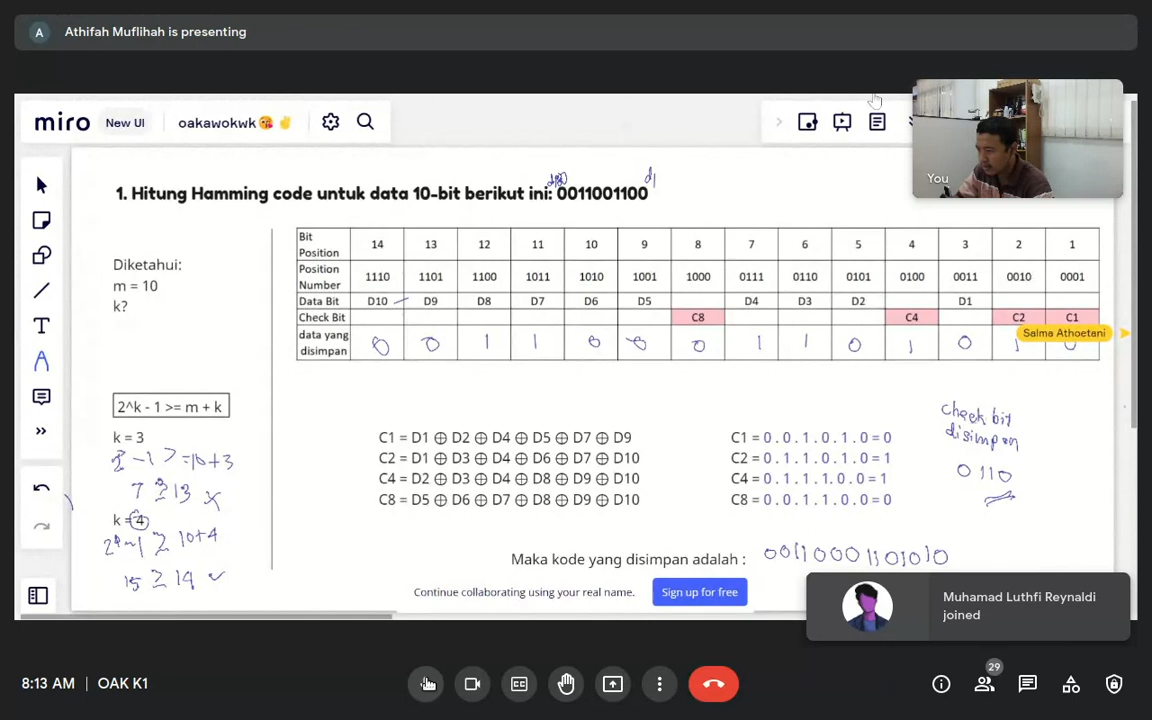 A Athifah Muflihah is presenting
miro New UI oakawokwk
You
1. Hitung Hamming code untuk data 10-bit berikut ini: 0011001100
d1
Diketahui:
m = 10
k?
2^k - 1 >= m + k
k = 3
2³ - 1 >= 10 + 3
7 ≥ 13 X
k = 4
2⁴ - 1 ≥ 10 + 4
15 ≥ 14 ✓
Bit Position 14 13 12 11 10 9 8 7 6 5 4 3 2 1
Position Number 1110 1101 1100 1011 1010 1001 1000 0111 0110 0101 0100 0011 0010 0001
Data Bit D10 D9 D8 D7 D6 D5 D4 D3 D2 D1
Check Bit C8 C4 C2 C1
Salma Athoetani
data yang disimpan 0 0 1 1 0 0 0 1 1 0 1 0 1 0
C1 = D1 ⊕ D2 ⊕ D4 ⊕ D5 ⊕ D7 ⊕ D9
C2 = D1 ⊕ D3 ⊕ D4 ⊕ D6 ⊕ D7 ⊕ D10
C4 = D2 ⊕ D3 ⊕ D4 ⊕ D8 ⊕ D9 ⊕ D10
C8 = D5 ⊕ D6 ⊕ D7 ⊕ D8 ⊕ D9 ⊕ D10
C1 = 0 . 0 . 1 . 0 . 1 . 0 = 0
C2 = 0 . 1 . 1 . 0 . 1 . 0 = 1
C4 = 0 . 1 . 1 . 1 . 0 . 0 = 1
C8 = 0 . 0 . 1 . 1 . 0 . 0 = 0
check bit
disimpan
0110
Maka kode yang disimpan adalah : 00110001101010
Continue collaborating using your real name. Sign up for free
Muhamad Luthfi Reynaldi
joined
8:13 AM | OAK K1
29